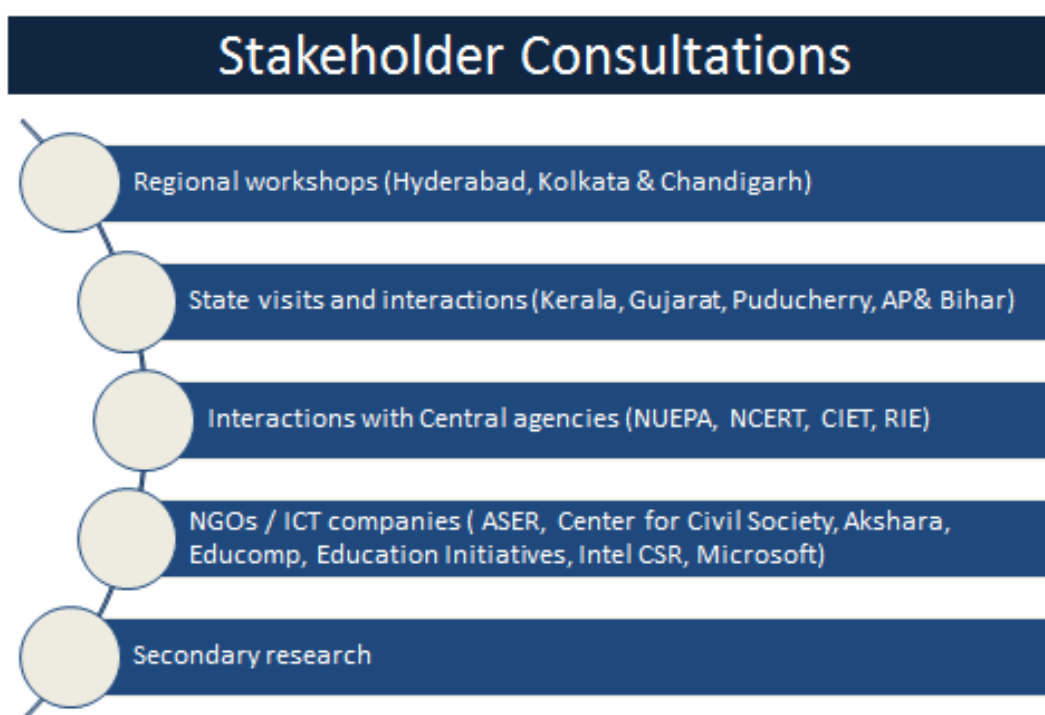 Stakeholder Consultations
Regional workshops (Hyderabad, Kolkata & Chandigarh)
State visits and interactions (Kerala, Gujarat, Puducherry, AP& Bihar)
Interactions with Central agencies (NUEPA, NCERT, CIET, RIE)
NGOs / ICT companies ( ASER, Center for Civil Society, Akshara,
Educomp, Education Initiatives, Intel CSR, Microsoft)
Secondary research